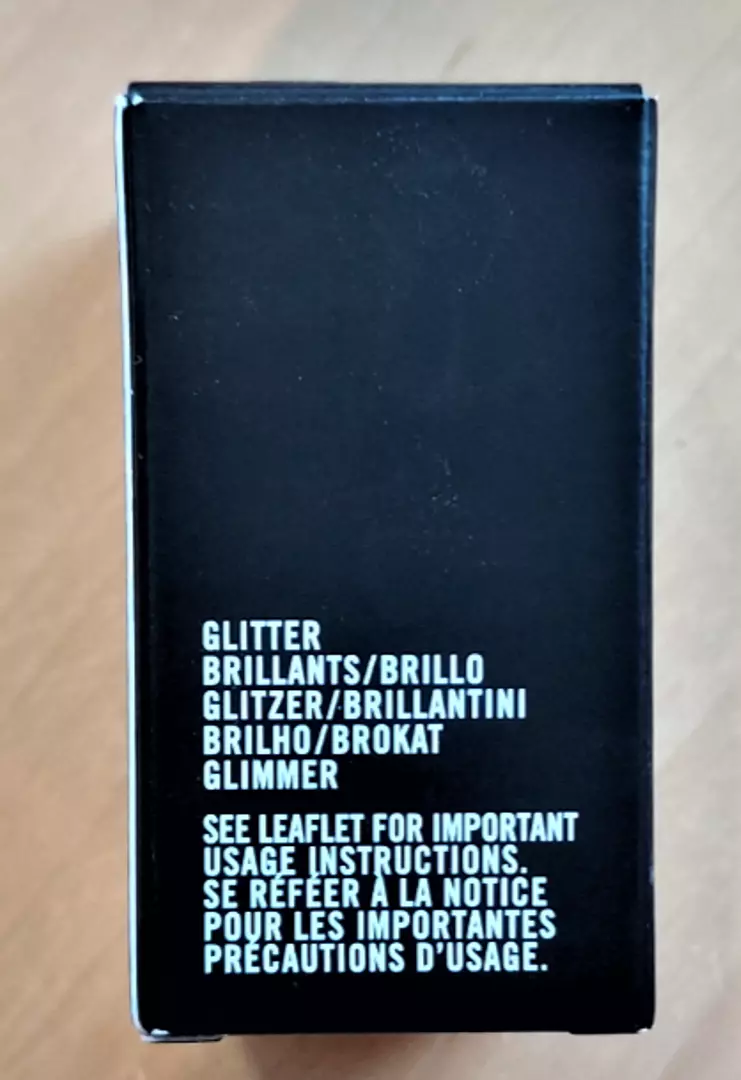 GLITTER
BRILLANTS/BRILLO
GLITZER/BRILLANTINI
BRILHO/BROKAT
GLIMMER
SEE LEAFLET FOR IMPORTANT
USAGE INSTRUCTIONS.
SE RÉFÉER À LA NOTICE
POUR LES IMPORTANTES
PRÉCAUTIONS D'USAGE.